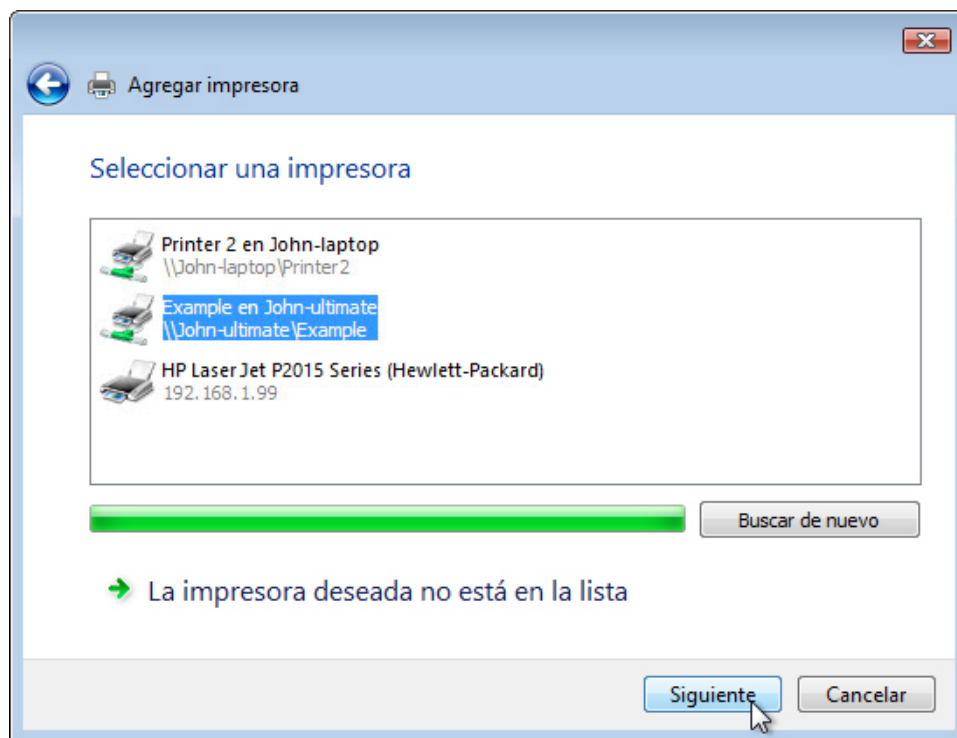 Agregar impresora
Seleccionar una impresora
Printer 2 en John-laptop
\\John-laptop\Printer2
Example en John-ultimate
\\John-ultimate\Example
HP LaserJet P2015 Series (Hewlett-Packard)
192.168.1.99
Buscar de nuevo
La impresora deseada no está en la lista
Siguiente
Cancelar